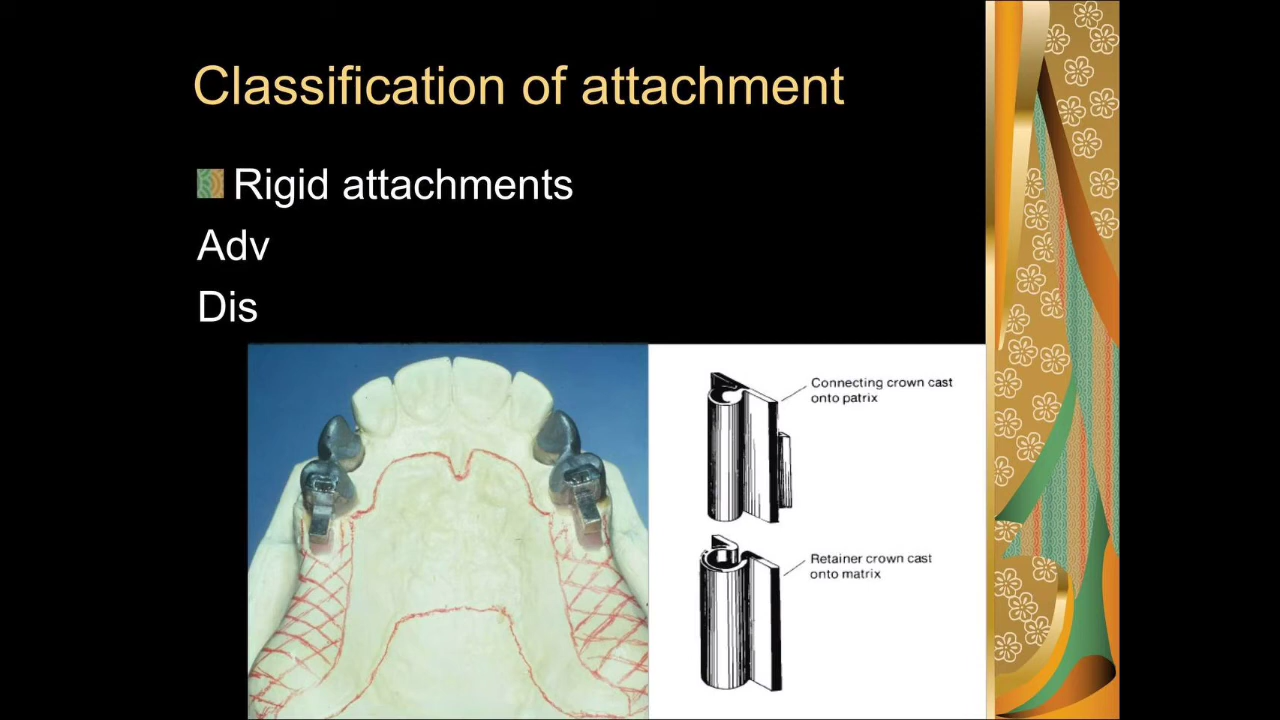 Classification of attachment
Rigid attachments
Adv
Dis
Connecting crown cast
onto patrix
Retainer crown cast
onto matrix